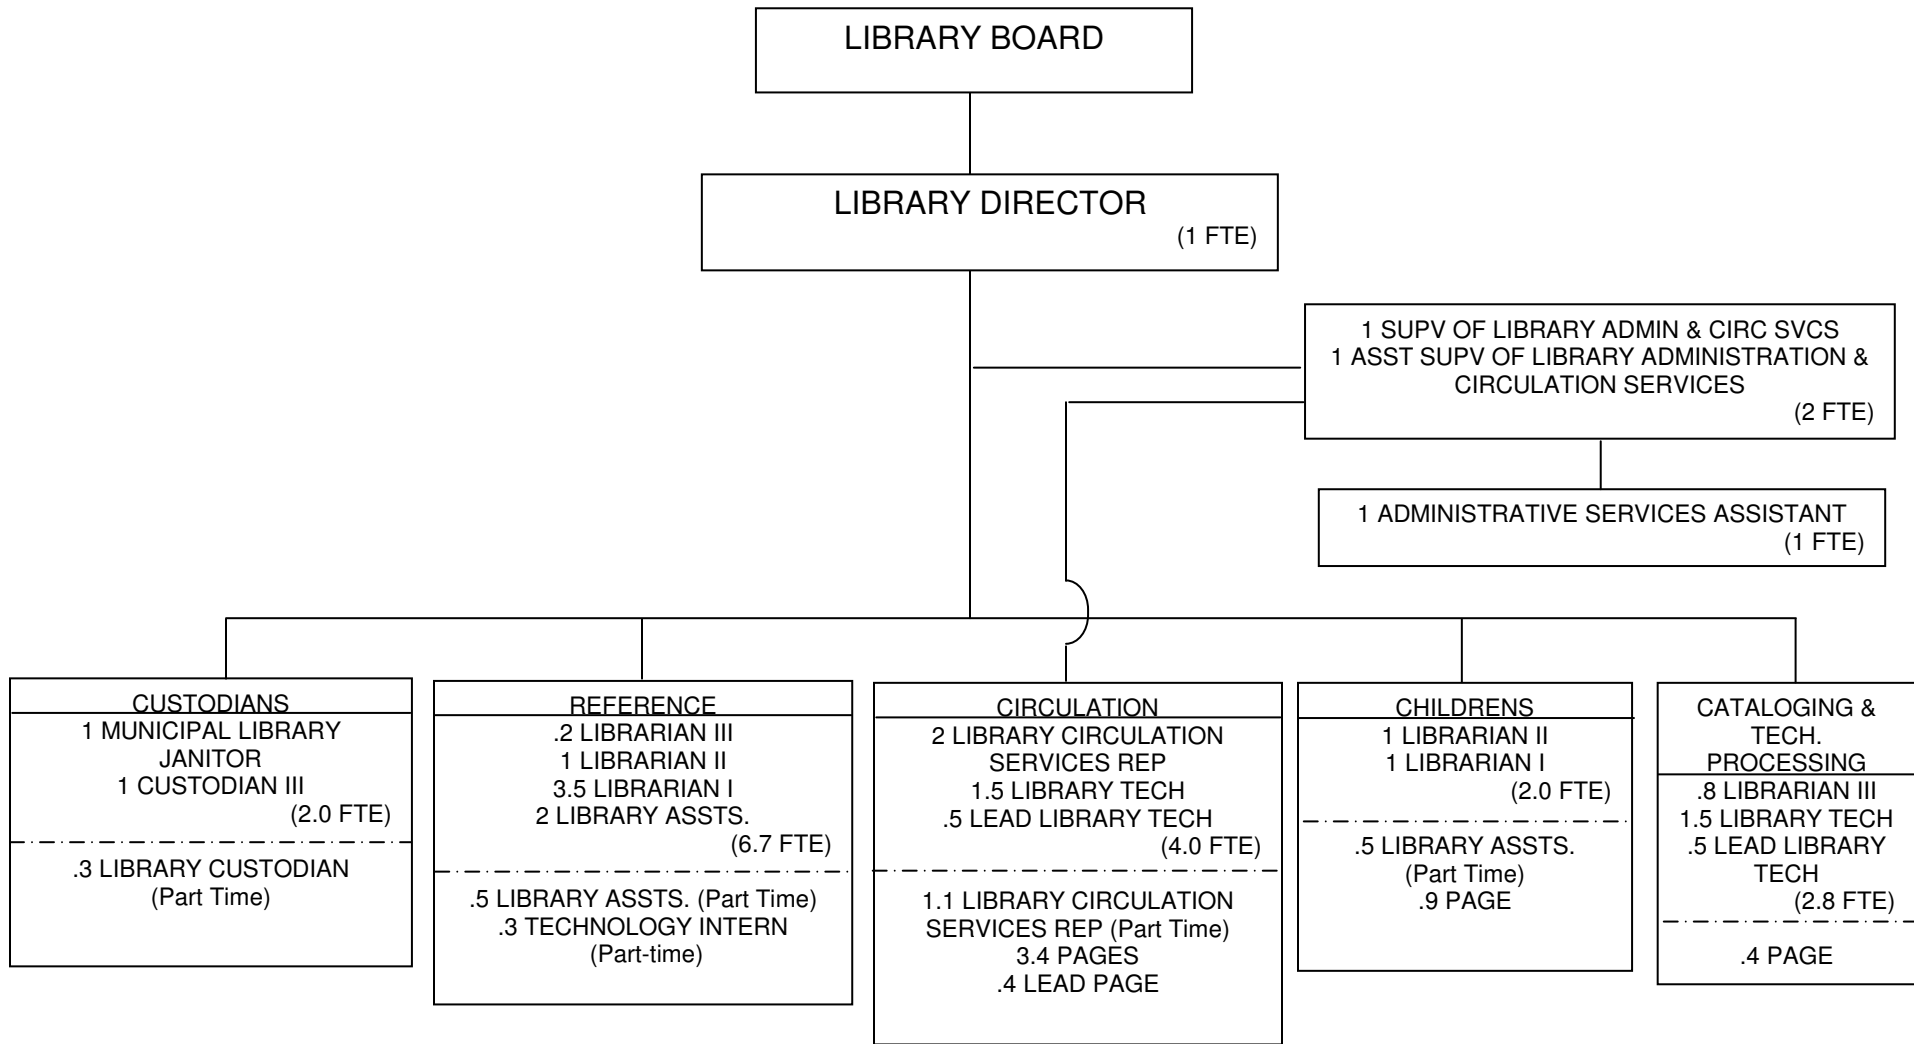 LIBRARY BOARD
LIBRARY DIRECTOR
(1 FTE)
1 SUPV OF LIBRARY ADMIN & CIRC SVCS
1 ASST SUPV OF LIBRARY ADMINISTRATION &
CIRCULATION SERVICES
(2 FTE)
1 ADMINISTRATIVE SERVICES ASSISTANT
(1 FTE)
CUSTODIANS
1 MUNICIPAL LIBRARY
JANITOR
1 CUSTODIAN III
(2.0 FTE)
.3 LIBRARY CUSTODIAN
(Part Time)
REFERENCE
.2 LIBRARIAN III
1 LIBRARIAN II
3.5 LIBRARIAN I
2 LIBRARY ASSTS.
(6.7 FTE)
.5 LIBRARY ASSTS. (Part Time)
.3 TECHNOLOGY INTERN
(Part-time)
CIRCULATION
2 LIBRARY CIRCULATION
SERVICES REP
1.5 LIBRARY TECH
.5 LEAD LIBRARY TECH
(4.0 FTE)
1.1 LIBRARY CIRCULATION
SERVICES REP (Part Time)
3.4 PAGES
.4 LEAD PAGE
CHILDRENS
1 LIBRARIAN II
1 LIBRARIAN I
(2.0 FTE)
.5 LIBRARY ASSTS.
(Part Time)
.9 PAGE
CATALOGING &
TECH.
PROCESSING
.8 LIBRARIAN III
1.5 LIBRARY TECH
.5 LEAD LIBRARY
TECH
(2.8 FTE)
.4 PAGE